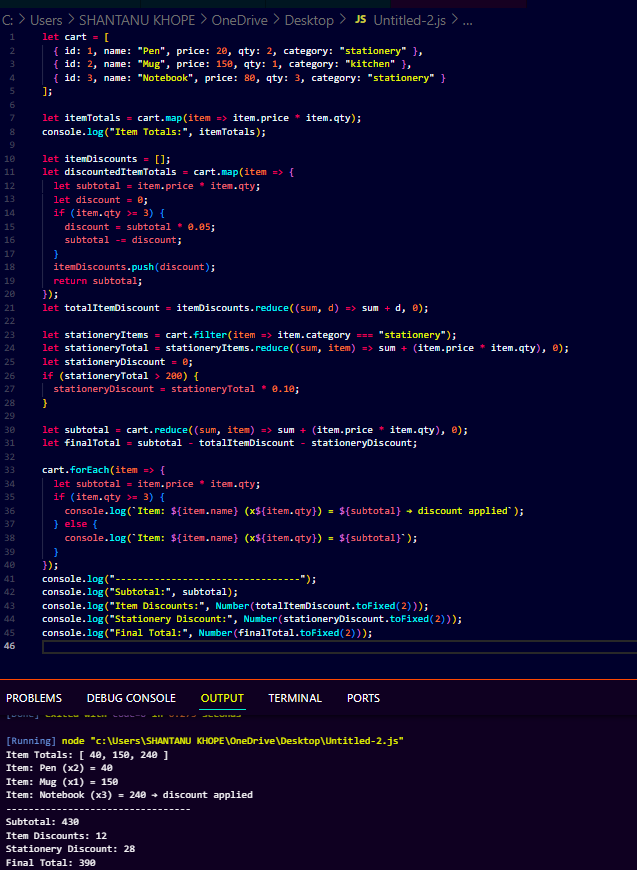 C: > Users > SHANTANU KHOPE > OneDrive > Desktop > JS Untitled-2.js > ...
1 let cart = [
2 { id: 1, name: "Pen", price: 20, qty: 2, category: "stationery" },
3 { id: 2, name: "Mug", price: 150, qty: 1, category: "kitchen" },
4 { id: 3, name: "Notebook", price: 80, qty: 3, category: "stationery" }
5 ];
6
7 let itemTotals = cart.map(item => item.price * item.qty);
8 console.log("Item Totals:", itemTotals);
9
10 let itemDiscounts = [];
11 let discountedItemTotals = cart.map(item => {
12 let subtotal = item.price * item.qty;
13 let discount = 0;
14 if (item.qty >= 3) {
15 discount = subtotal * 0.05;
16 subtotal -= discount;
17 }
18 itemDiscounts.push(discount);
19 return subtotal;
20 });
21 let totalItemDiscount = itemDiscounts.reduce((sum, d) => sum + d, 0);
22
23 let stationeryItems = cart.filter(item => item.category === "stationery");
24 let stationeryTotal = stationeryItems.reduce((sum, item) => sum + (item.price * item.qty), 0);
25 let stationeryDiscount = 0;
26 if (stationeryTotal > 200) {
27 stationeryDiscount = stationeryTotal * 0.10;
28 }
29
30 let subtotal = cart.reduce((sum, item) => sum + (item.price * item.qty), 0);
31 let finalTotal = subtotal - totalItemDiscount - stationeryDiscount;
32
33 cart.forEach(item => {
34 let subtotal = item.price * item.qty;
35 if (item.qty >= 3) {
36 console.log(`Item: ${item.name} (x${item.qty}) = ${subtotal} → discount applied`);
37 } else {
38 console.log(`Item: ${item.name} (x${item.qty}) = ${subtotal}`);
39 }
40 });
41 console.log("---------------------------------");
42 console.log("Subtotal:", subtotal);
43 console.log("Item Discounts:", Number(totalItemDiscount.toFixed(2)));
44 console.log("Stationery Discount:", Number(stationeryDiscount.toFixed(2)));
45 console.log("Final Total:", Number(finalTotal.toFixed(2)));
46
PROBLEMS DEBUG CONSOLE OUTPUT TERMINAL PORTS
[Running] node "c:\Users\SHANTANU KHOPE\OneDrive\Desktop\Untitled-2.js"
Item Totals: [ 40, 150, 240 ]
Item: Pen (x2) = 40
Item: Mug (x1) = 150
Item: Notebook (x3) = 240 → discount applied
---------------------------------
Subtotal: 430
Item Discounts: 12
Stationery Discount: 28
Final Total: 390